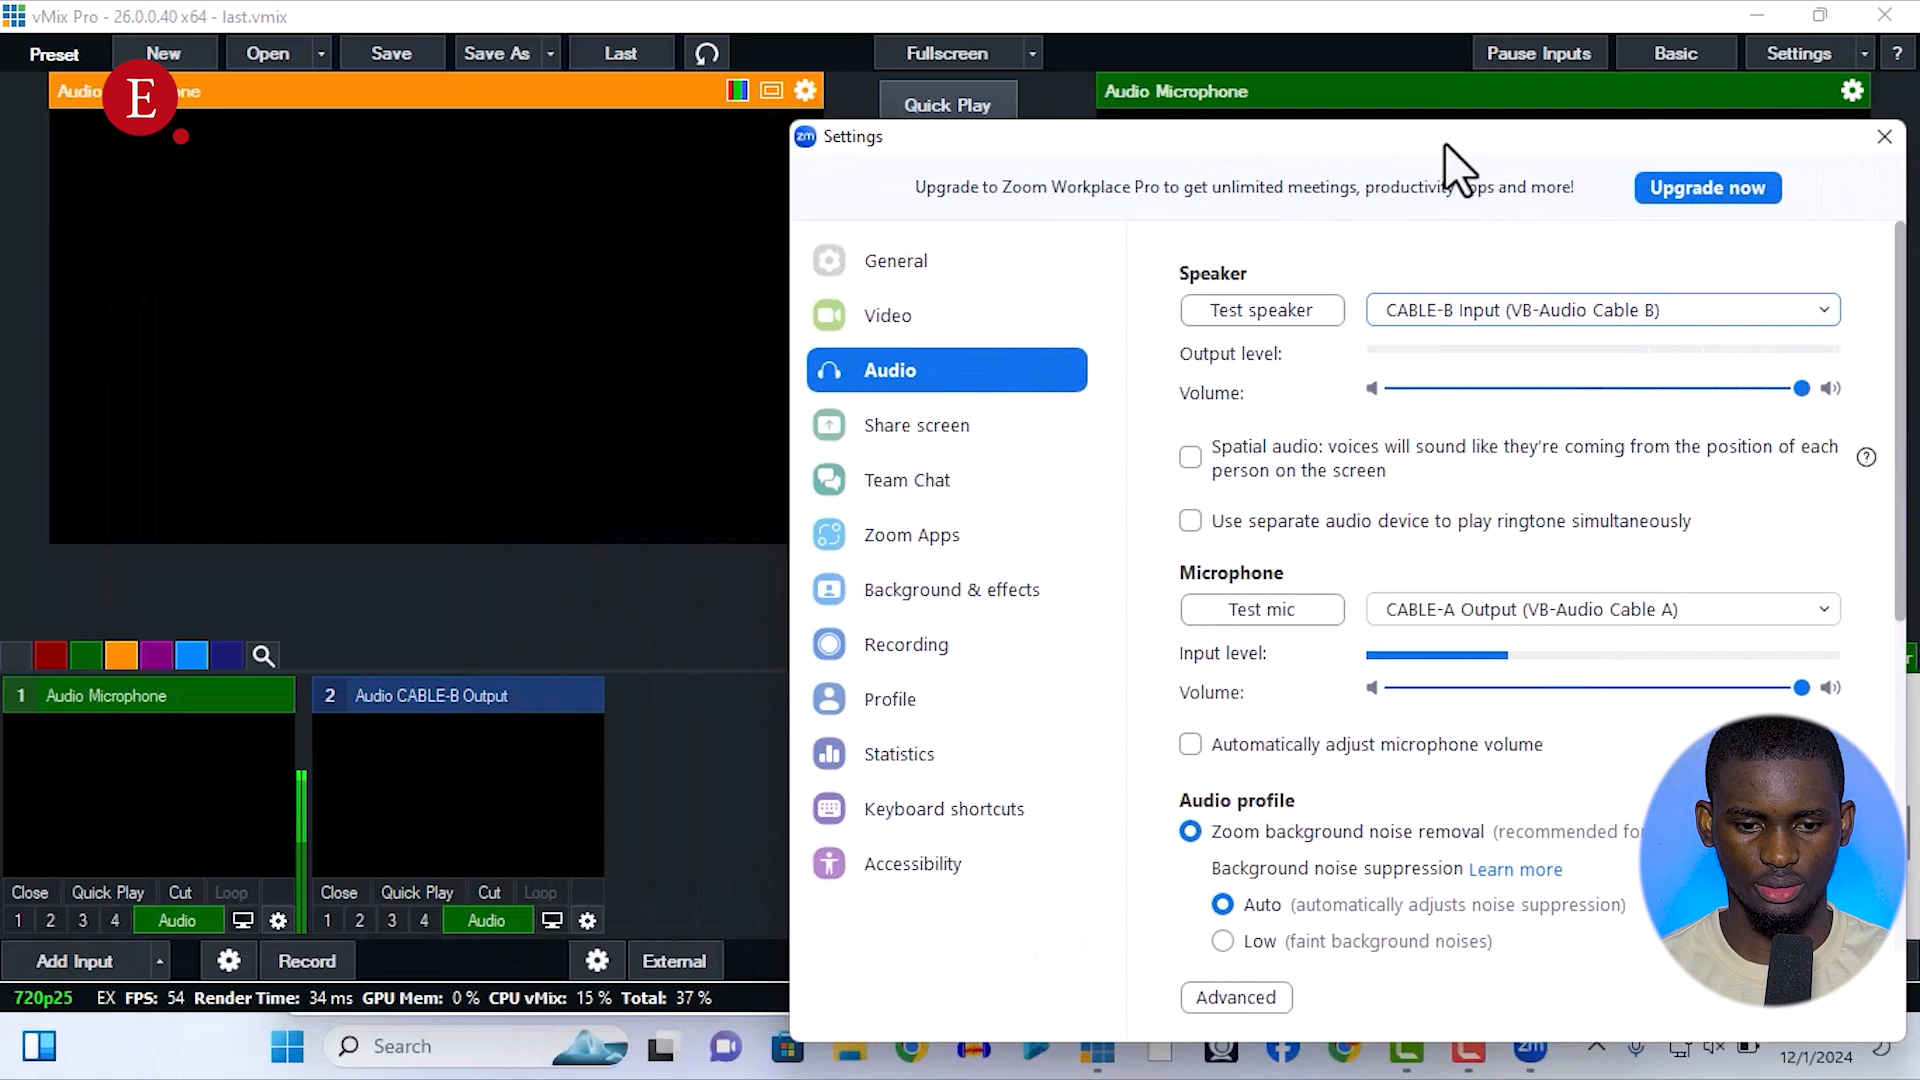 vMix Pro - 26.0.0.40 x64 - last.vmix
Preset New Open Save Save As Last Fullscreen Pause Inputs Basic Settings ?
Audio ne
E
Quick Play
Audio Microphone
zm Settings
Upgrade to Zoom Workplace Pro to get unlimited meetings, productivity apps and more!
Upgrade now
General
Video
Audio
Share screen
Team Chat
Zoom Apps
Background & effects
Recording
Profile
Statistics
Keyboard shortcuts
Accessibility
Speaker
Test speaker CABLE-B Input (VB-Audio Cable B)
Output level:
Volume:
Spatial audio: voices will sound like they're coming from the position of each
person on the screen
?
Use separate audio device to play ringtone simultaneously
Microphone
Test mic CABLE-A Output (VB-Audio Cable A)
Input level:
Volume:
Automatically adjust microphone volume
Audio profile
Zoom background noise removal (recommended for
Background noise suppression Learn more
Auto (automatically adjusts noise suppression)
Low (faint background noises)
Advanced
1 Audio Microphone
2 Audio CABLE-B Output
Close Quick Play Cut Loop
1 2 3 4 Audio
Close Quick Play Cut Loop
1 2 3 4 Audio
Add Input Record External
720p25 EX FPS: 54 Render Time: 34 ms GPU Mem: 0 % CPU vMix: 15 % Total: 37 %
Search
zm
12/1/2024